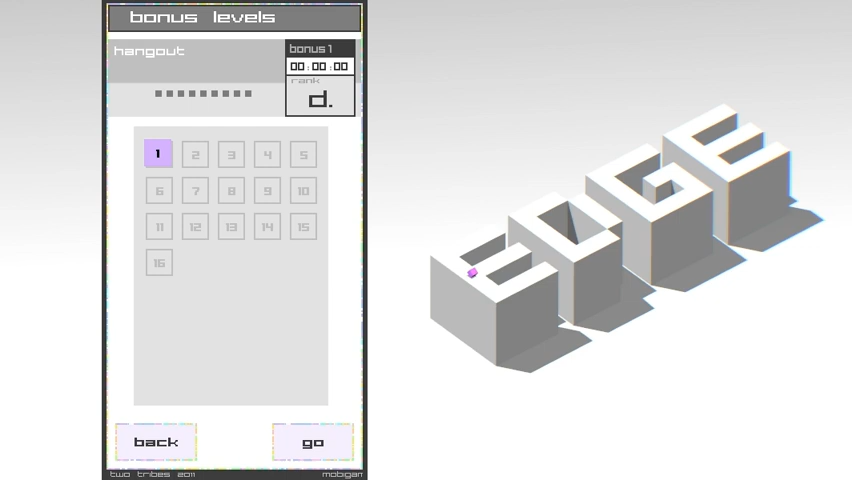 bonus levels
hangout
bonus 1
00:00:00
rank
d.
1 2 3 4 5
6 7 8 9 10
11 12 13 14 15
16
back go
two tribes 2011 mobigam
EDGE